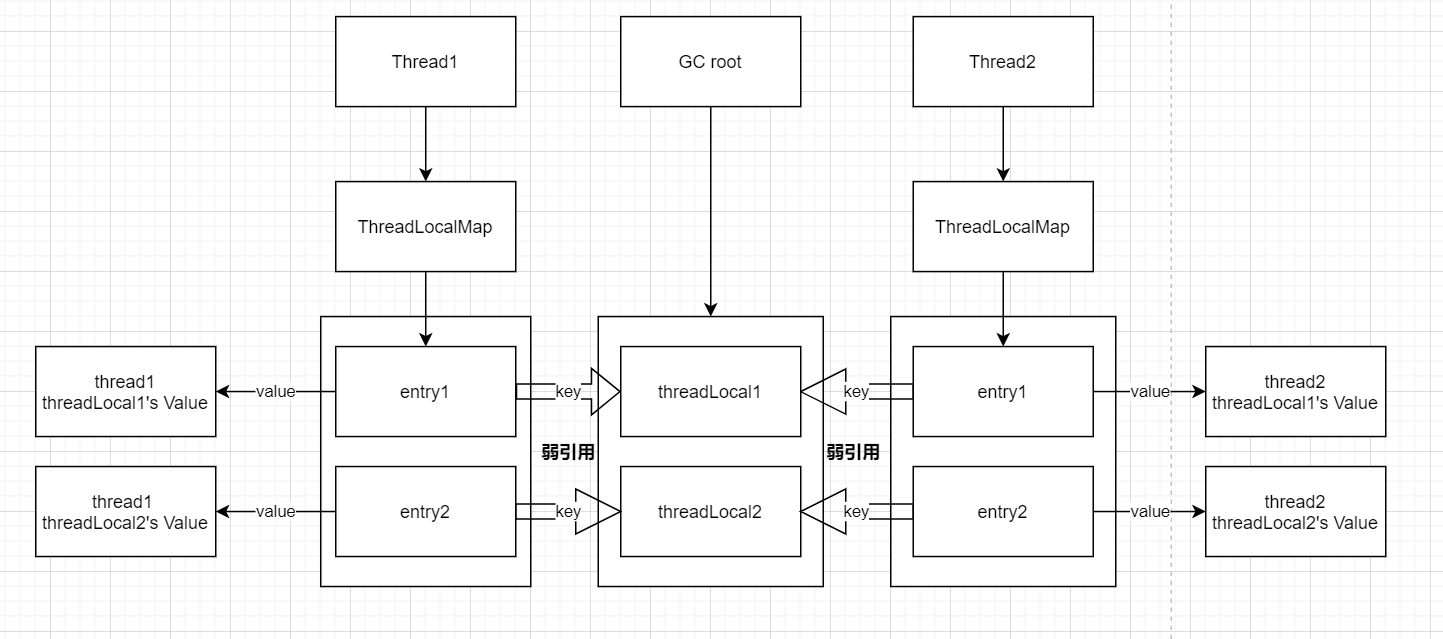 Thread1
GC root
Thread2
ThreadLocalMap
ThreadLocalMap
thread1
threadLocal1's Value
value
entry1
key
threadLocal1
key
entry1
value
thread2
threadLocal1's Value
弱引用
弱引用
thread1
threadLocal2's Value
value
entry2
key
threadLocal2
key
entry2
value
thread2
threadLocal2's Value